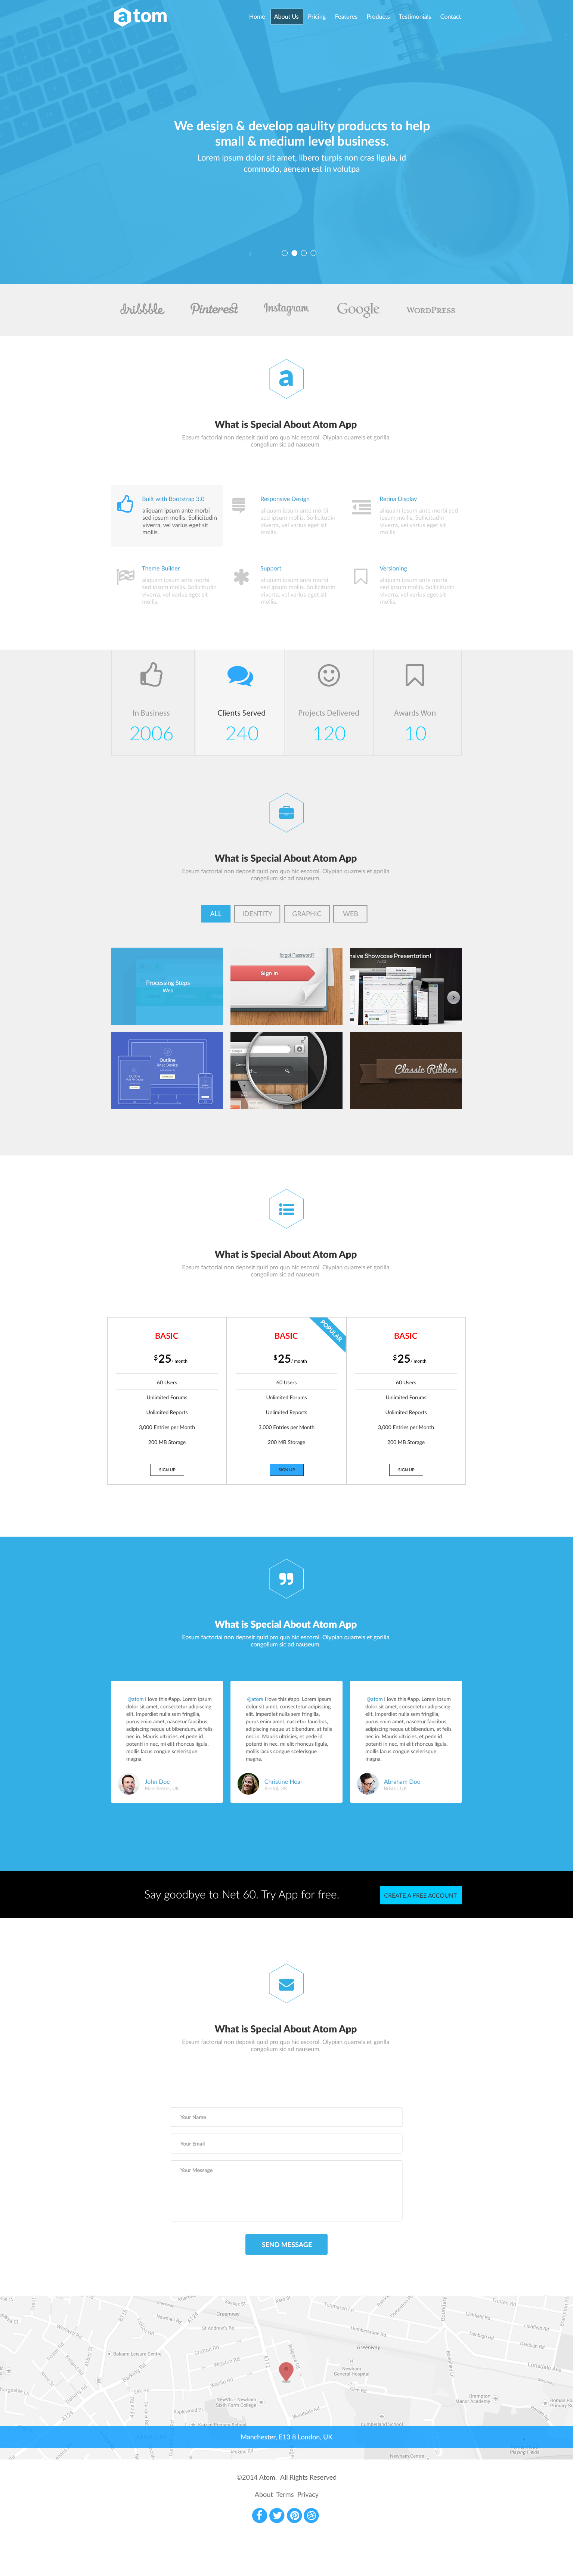 atom
Home About Us Pricing Features Products Testimonials Contact
We design & develop qaulity products to help
small & medium level business.
Lorem ipsum dolor sit amet, libero turpis non cras ligula, id
commodo, aenean est in volutpa
dribbble Pinterest Instagram Google WORDPRESS
a
What is Special About Atom App
Epsum factorial non deposit quid pro quo hic escorol. Olypian quarrels et gorilla
congolium sic ad nauseum.
Built with Bootstrap 3.0
aliquam ipsum ante morbi
sed ipsum mollis. Sollicitudin
viverra, vel varius eget sit
mollis.
Responsive Design
aliquam ipsum ante morbi
sed ipsum mollis. Sollicitudin
viverra, vel varius eget sit
mollis.
Retina Display
aliquam ipsum ante morbi sed
ipsum mollis. Sollicitudin
viverra, vel varius eget sit
mollis.
Theme Builder
aliquam ipsum ante morbi
sed ipsum mollis. Sollicitudin
viverra, vel varius eget sit
mollis.
Support
aliquam ipsum ante morbi
sed ipsum mollis. Sollicitudin
viverra, vel varius eget sit
mollis.
Versioning
aliquam ipsum ante morbi
sed ipsum mollis. Sollicitudin
viverra, vel varius eget sit
mollis.
In Business
2006
Clients Served
240
Projects Delivered
120
Awards Won
10
What is Special About Atom App
Epsum factorial non deposit quid pro quo hic escorol. Olypian quarrels et gorilla
congolium sic ad nauseum.
ALL IDENTITY GRAPHIC WEB
Processing Steps
Web
Forgot Password?
Sign In
nsive Showcase Presentation!
Outline
Classic Ribbon
What is Special About Atom App
Epsum factorial non deposit quid pro quo hic escorol. Olypian quarrels et gorilla
congolium sic ad nauseum.
BASIC
$25/ month
60 Users
Unlimited Forums
Unlimited Reports
3,000 Entries per Month
200 MB Storage
SIGN UP
POPULAR
BASIC
$25/ month
60 Users
Unlimited Forums
Unlimited Reports
3,000 Entries per Month
200 MB Storage
SIGN UP
BASIC
$25/ month
60 Users
Unlimited Forums
Unlimited Reports
3,000 Entries per Month
200 MB Storage
SIGN UP
What is Special About Atom App
Epsum factorial non deposit quid pro quo hic escorol. Olypian quarrels et gorilla
congolium sic ad nauseum.
@atom I love this #app. Lorem ipsum
dolor sit amet, consectetur adipiscing
elit. Imperdiet nulla sem fringilla,
purus enim amet, nascetur faucibus,
adipiscing neque ut bibendum, at felis
nec in. Mauris ultricies, et pede id
potenti in nec, mi elit rhoncus ligula,
mollis lacus congue scelerisque
magna.
John Doe
Manchester, UK
@atom I love this #app. Lorem ipsum
dolor sit amet, consectetur adipiscing
elit. Imperdiet nulla sem fringilla,
purus enim amet, nascetur faucibus,
adipiscing neque ut bibendum, at felis
nec in. Mauris ultricies, et pede id
potenti in nec, mi elit rhoncus ligula,
mollis lacus congue scelerisque
magna.
Christine Heal
Bristol, UK
@atom I love this #app. Lorem ipsum
dolor sit amet, consectetur adipiscing
elit. Imperdiet nulla sem fringilla,
purus enim amet, nascetur faucibus,
adipiscing neque ut bibendum, at felis
nec in. Mauris ultricies, et pede id
potenti in nec, mi elit rhoncus ligula,
mollis lacus congue scelerisque
magna.
Abraham Doe
Bristol, UK
Say goodbye to Net 60. Try App for free.
CREATE A FREE ACCOUNT
What is Special About Atom App
Epsum factorial non deposit quid pro quo hic escorol. Olypian quarrels et gorilla
congolium sic ad nauseum.
Your Name
Your Email
Your Message
SEND MESSAGE
Greenway
St Andrew's Rd
Balaam Leisure Centre
Barking Rd
Greenway
Newham
General Hospital
Lonsdale Ave
Brampton
Manor Academy
NewVIc - Newham
Sixth Form College
Cumberland School
Manchester, E13 8 London, UK
Playing Fields
©2014 Atom. All Rights Reserved
About Terms Privacy